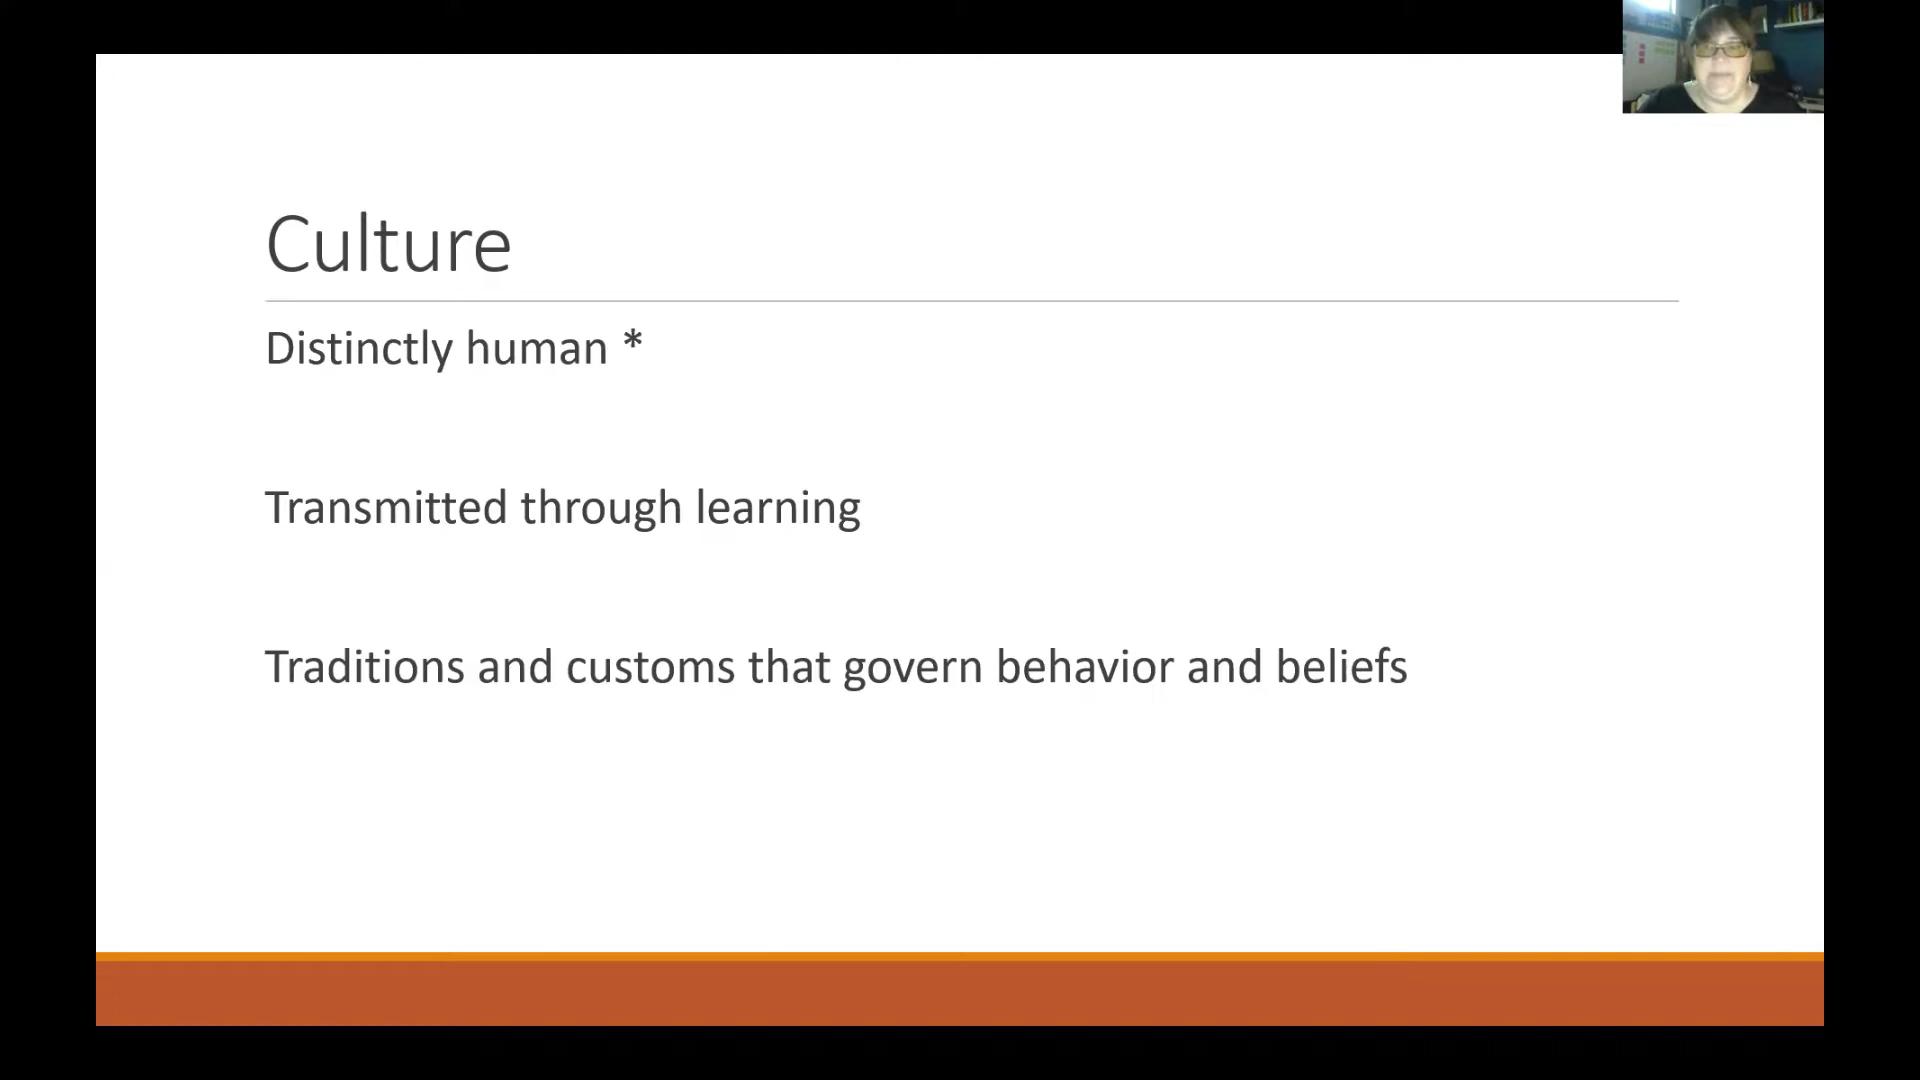 Culture
Distinctly human *
Transmitted through learning
Traditions and customs that govern behavior and beliefs